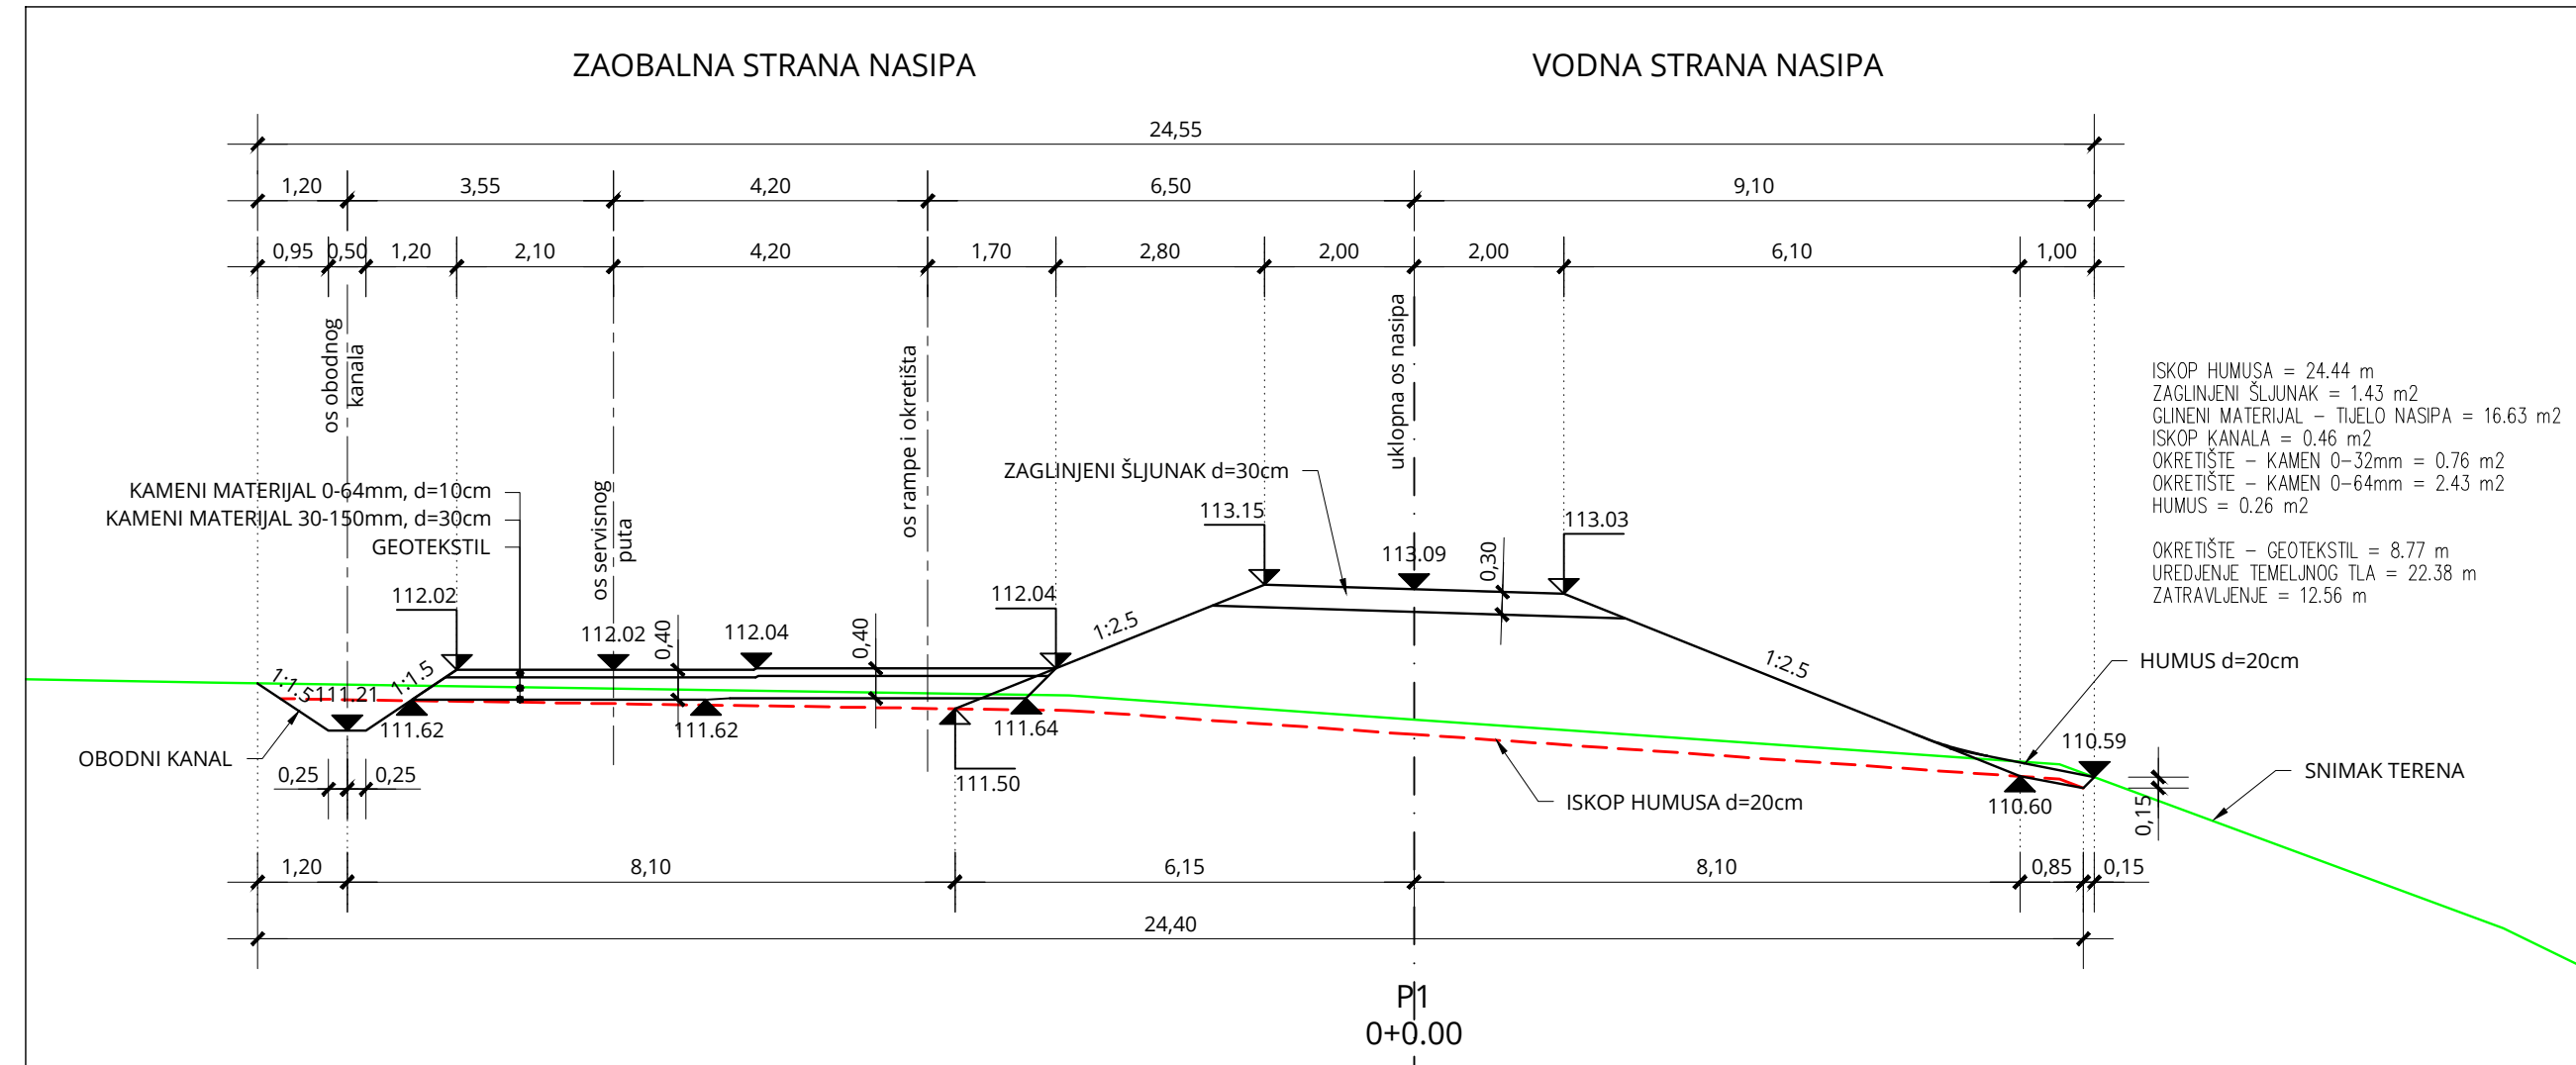 ZAOBALNA STRANA NASIPA
VODNA STRANA NASIPA
24,55
1,20
3,55
4,20
6,50
9,10
0,95
0,50
1,20
2,10
4,20
1,70
2,80
2,00
2,00
6,10
1,00
os obodnog
kanala
os servisnog
puta
os rampe i okretišta
uklopna os nasipa
ISKOP HUMUSA = 24.44 m
ZAGLINJENI ŠLJUNAK = 1.43 m2
GLINENI MATERIJAL - TIJELO NASIPA = 16.63 m2
ISKOP KANALA = 0.46 m2
OKRETIŠTE - KAMEN 0-32mm = 0.76 m2
OKRETIŠTE - KAMEN 0-64mm = 2.43 m2
HUMUS = 0.26 m2
OKRETIŠTE - GEOTEKSTIL = 8.77 m
UREDJENJE TEMELJNOG TLA = 22.38 m
ZATRAVLJENJE = 12.56 m
KAMENI MATERIJAL 0-64mm, d=10cm
KAMENI MATERIJAL 30-150mm, d=30cm
GEOTEKSTIL
ZAGLINJENI ŠLJUNAK d=30cm
113.15
113.09
0,30
113.03
112.02
112.02
0,40
112.04
0,40
112.04
1:2.5
1:2.5
HUMUS d=20cm
1:1.5
111.21
1:1.5
111.62
111.62
111.64
111.50
OBODNI KANAL
0,25
0,25
ISKOP HUMUSA d=20cm
110.59
110.60
0,15
SNIMAK TERENA
1,20
8,10
6,15
8,10
0,85
0,15
24,40
P1
0+0.00